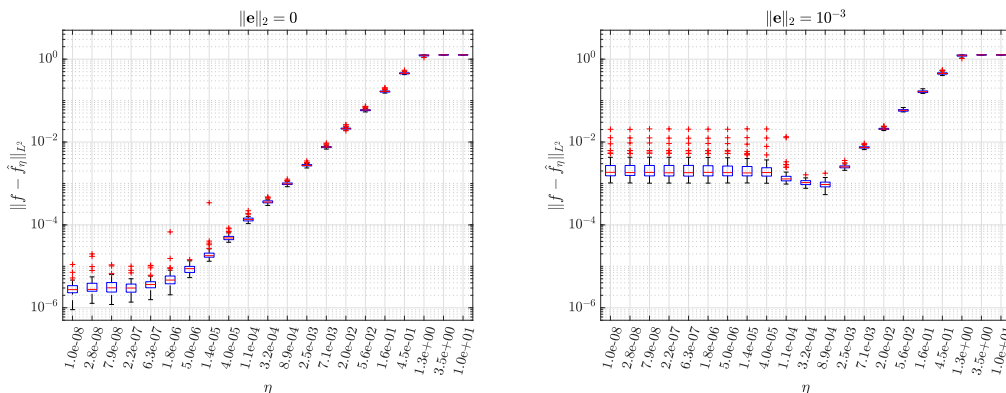 ‖e‖₂ = 0
10⁰
10⁻²
10⁻⁴
10⁻⁶
‖f − f̂_η‖_{L²}
1.0e-08
2.8e-08
7.9e-08
2.2e-07
6.3e-07
1.8e-06
5.0e-06
1.4e-05
4.0e-05
1.1e-04
3.2e-04
8.9e-04
2.5e-03
7.1e-03
2.0e-02
5.6e-02
1.6e-01
4.5e-01
1.3e+00
3.5e+00
1.0e+01
η
‖e‖₂ = 10⁻³
10⁰
10⁻²
10⁻⁴
10⁻⁶
‖f − f̂_η‖_{L²}
1.0e-08
2.8e-08
7.9e-08
2.2e-07
6.3e-07
1.8e-06
5.0e-06
1.4e-05
4.0e-05
1.1e-04
3.2e-04
8.9e-04
2.5e-03
7.1e-03
2.0e-02
5.6e-02
1.6e-01
4.5e-01
1.3e+00
3.5e+00
1.0e+01
η